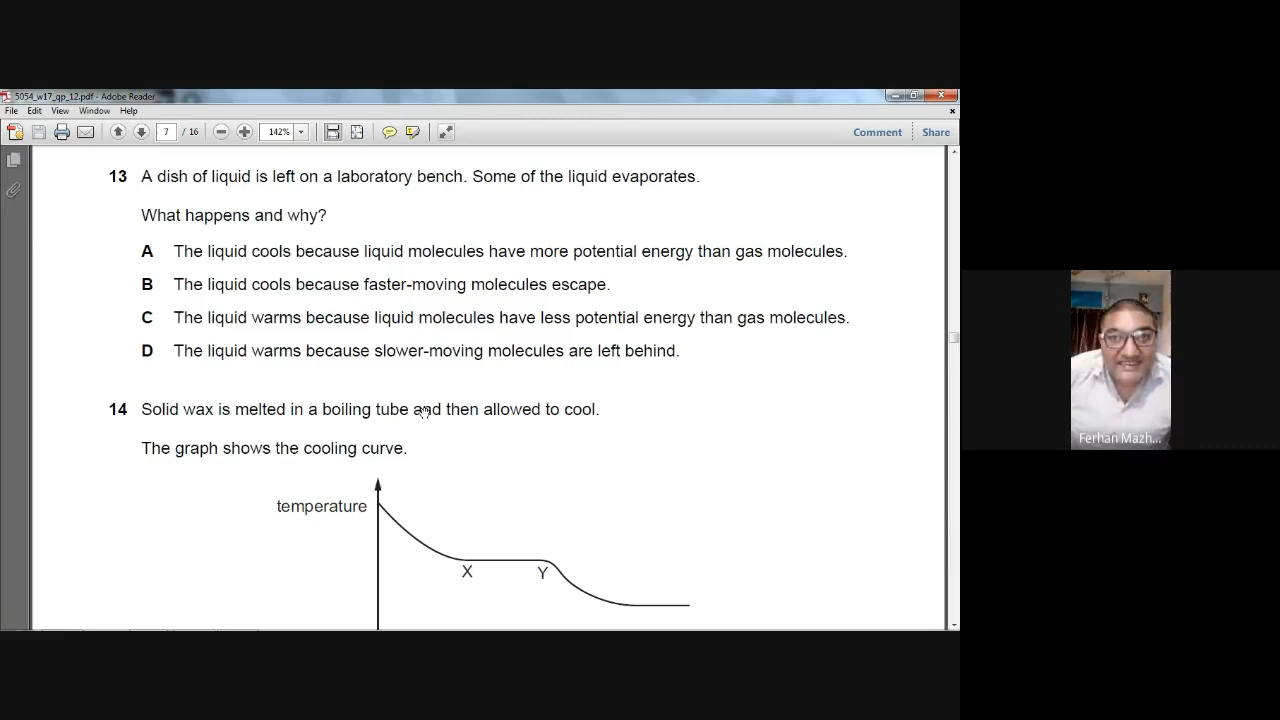 5054_w17_qp_12.pdf - Adobe Reader
File Edit View Window Help
7 / 16 142% Comment Share
13 A dish of liquid is left on a laboratory bench. Some of the liquid evaporates.
What happens and why?
A The liquid cools because liquid molecules have more potential energy than gas molecules.
B The liquid cools because faster-moving molecules escape.
C The liquid warms because liquid molecules have less potential energy than gas molecules.
D The liquid warms because slower-moving molecules are left behind.
14 Solid wax is melted in a boiling tube and then allowed to cool.
The graph shows the cooling curve.
temperature
X Y
Ferhan Mazh...